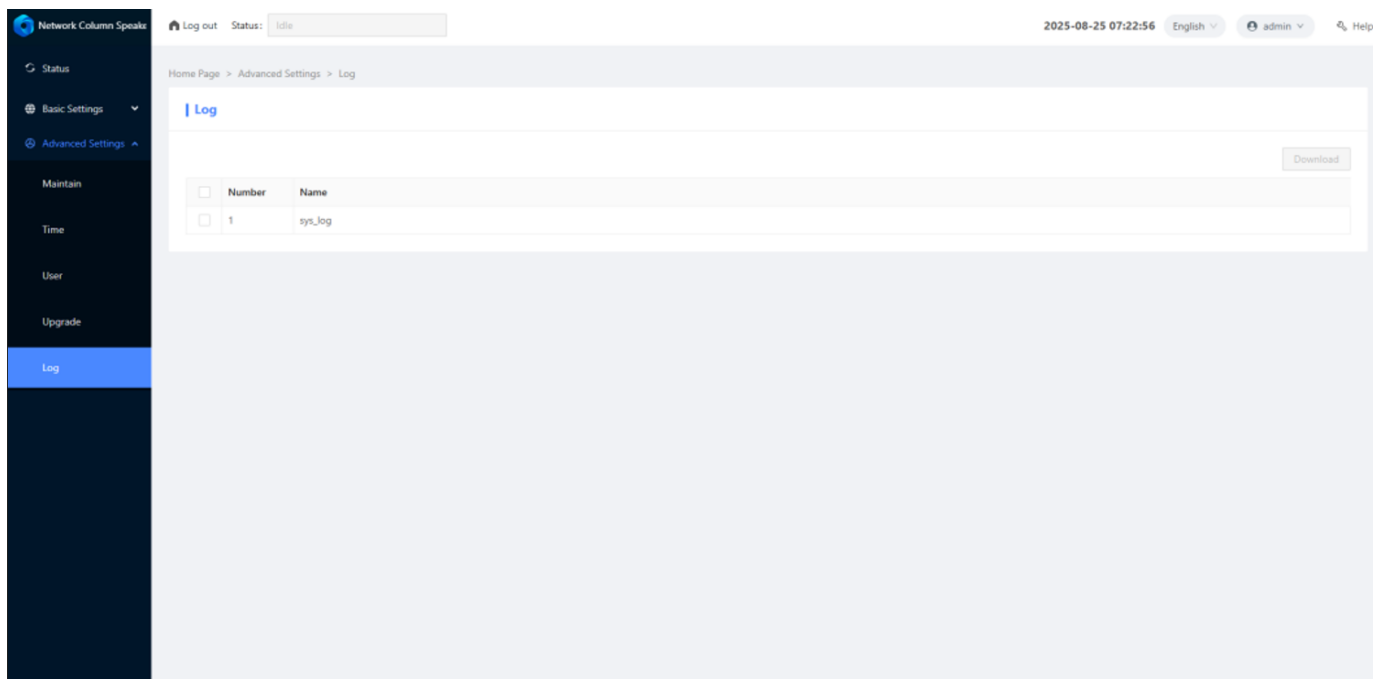 Network Column Speake
Log out Status: Idle
2025-08-25 07:22:56 English admin Help
Status
Home Page > Advanced Settings > Log
Basic Settings
Log
Advanced Settings
Download
Maintain
Number Name
1 sys_log
Time
User
Upgrade
Log